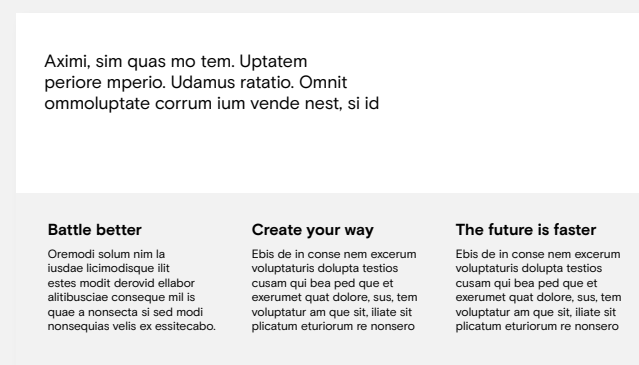 Aximi, sim quas mo tem. Uptatem
periore mperio. Udamus ratatio. Omnit
ommoluptate corrum ium vende nest, si id
Battle better
Oremodi solum nim la
iusdae licimodisque ilit
estes modit derovid ellabor
alitibusciae conseque mil is
quae a nonsecta si sed modi
nonsequias velis ex essitecabo.
Create your way
Ebis de in conse nem excerum
voluptaturis dolupta testios
cusam qui bea ped que et
exerumet quat dolore, sus, tem
voluptatur am que sit, iliate sit
plicatum eturiorum re nonsero
The future is faster
Ebis de in conse nem excerum
voluptaturis dolupta testios
cusam qui bea ped que et
exerumet quat dolore, sus, tem
voluptatur am que sit, iliate sit
plicatum eturiorum re nonsero